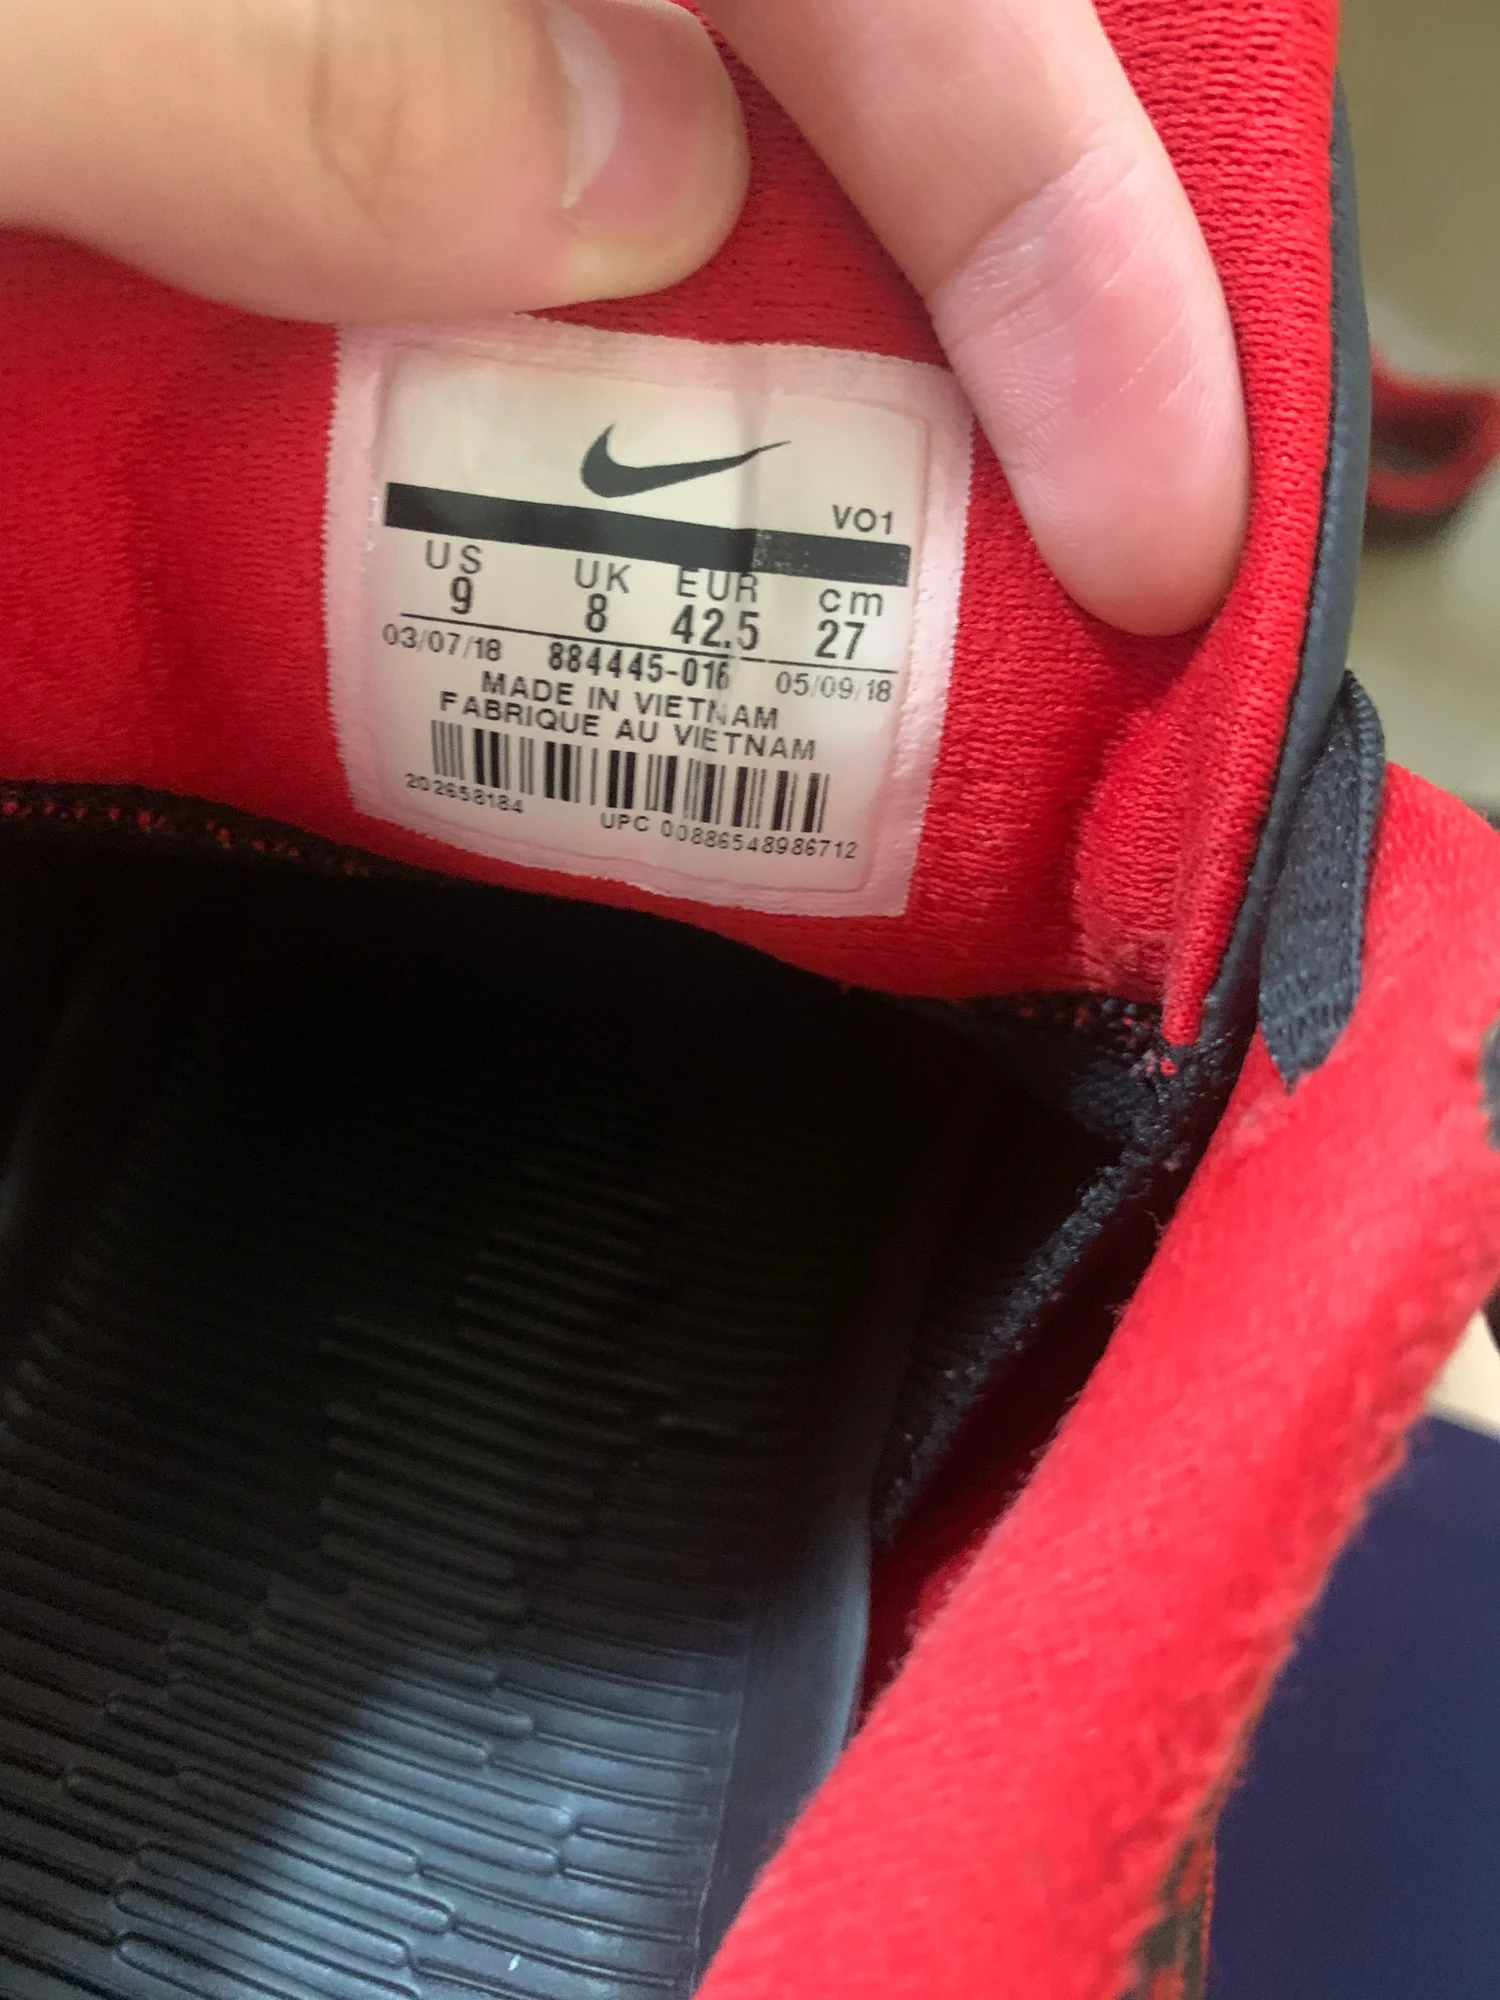 VO1
US UK EUR cm
9 8 42.5 27
03/07/18 884445-016 05/09/18
MADE IN VIETNAM
FABRIQUE AU VIETNAM
202658184
UPC 00886548986712